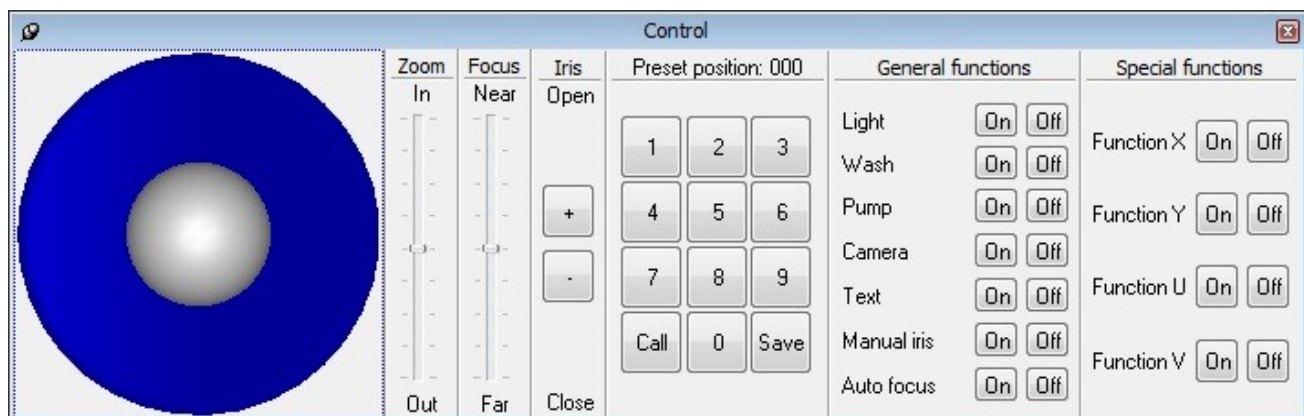 Control
Zoom
In
Out
Focus
Near
Far
Iris
Open
+
-
Close
Preset position: 000
1 2 3
4 5 6
7 8 9
Call 0 Save
General functions
Light On Off
Wash On Off
Pump On Off
Camera On Off
Text On Off
Manual iris On Off
Auto focus On Off
Special functions
Function X On Off
Function Y On Off
Function U On Off
Function V On Off